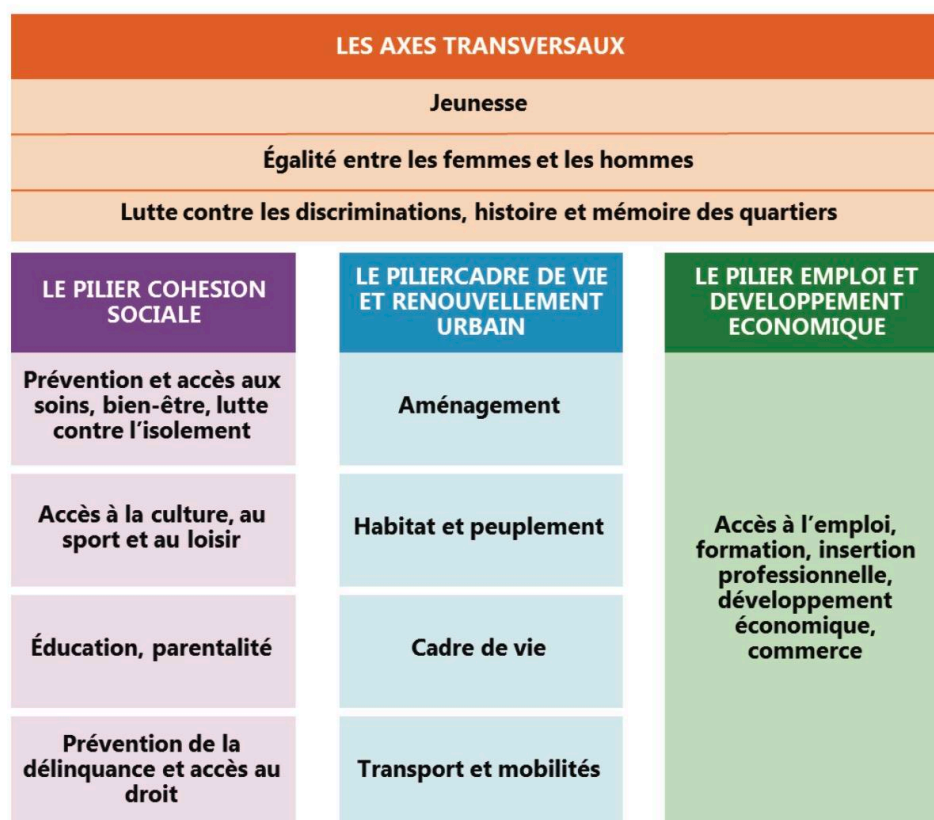 LES AXES TRANSVERSAUX
Jeunesse
Égalité entre les femmes et les hommes
Lutte contre les discriminations, histoire et mémoire des quartiers
LE PILIER COHESION
SOCIALE
Prévention et accès aux
soins, bien-être, lutte
contre l'isolement
Accès à la culture, au
sport et au loisir
Éducation, parentalité
Prévention de la
délinquance et accès au
droit
LE PILIERCADRE DE VIE
ET RENOUVELLEMENT
URBAIN
Aménagement
Habitat et peuplement
Cadre de vie
Transport et mobilités
LE PILIER EMPLOI ET
DEVELOPPEMENT
ECONOMIQUE
Accès à l'emploi,
formation, insertion
professionnelle,
développement
économique,
commerce